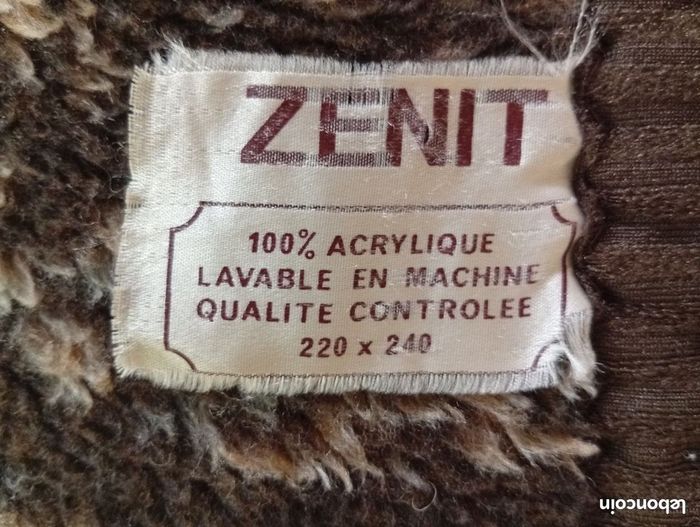 ZENIT
100% ACRYLIQUE
LAVABLE EN MACHINE
QUALITE CONTROLEE
220 x 240
leboncoin